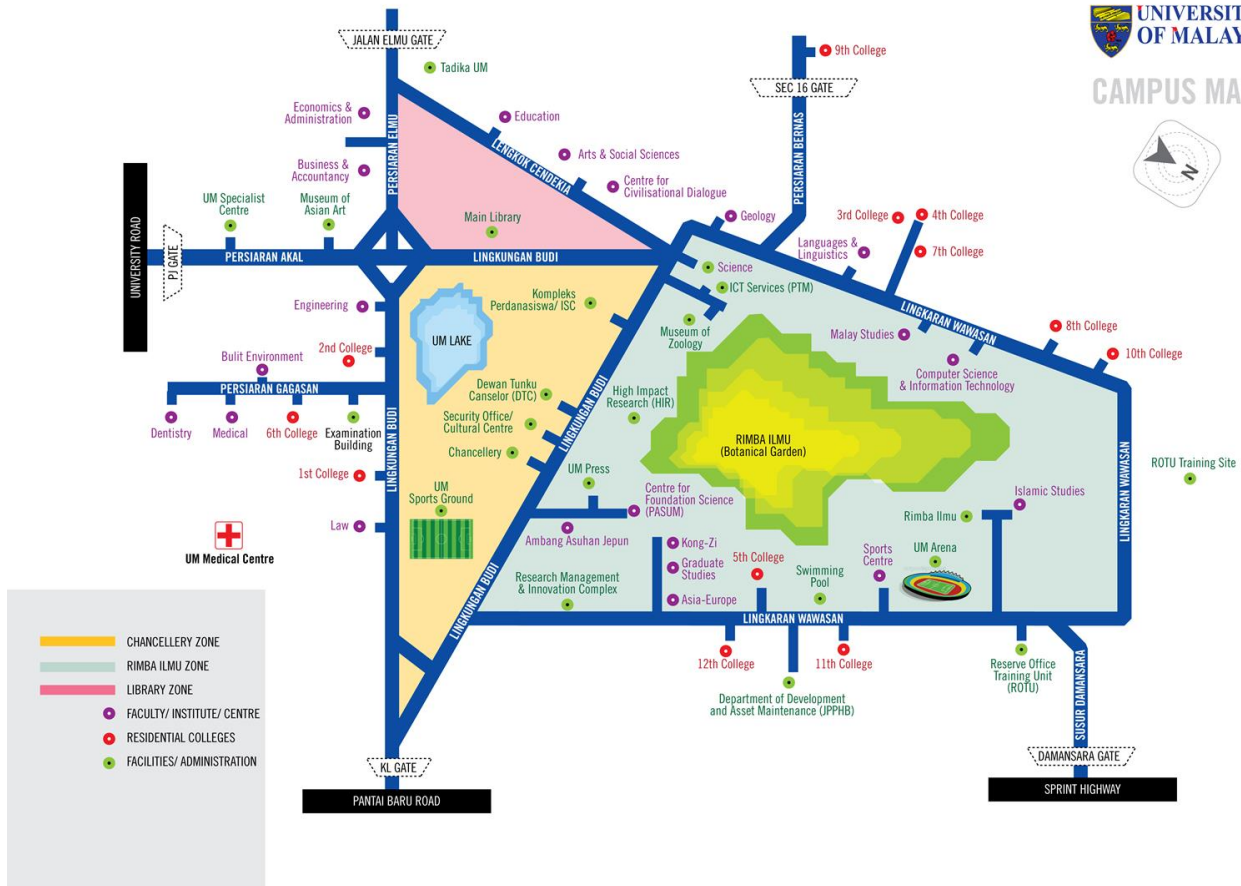 UNIVERSIT
OF MALAY
CAMPUS MA
N
JALAN ELMU GATE
Tadika UM
9th College
SEC 16 GATE
Economics &
Administration
Education
PERSIARAN ELMU
LENGKOK CENDEKIA
PERSIARAN BERNAS
Arts & Social Sciences
Business &
Accountancy
Centre for
Civilisational Dialogue
UM Specialist
Centre
Museum of
Asian Art
Main Library
Geology
3rd College
4th College
7th College
Languages &
Linguistics
UNIVERSITY ROAD
PJ GATE
PERSIARAN AKAL
LINGKUNGAN BUDI
Science
ICT Services (PTM)
Engineering
Kompleks
Perdanasiswa/ ISC
Museum of
Zoology
LINGKARAN WAWASAN
Malay Studies
8th College
10th College
Computer Science
& Information Technology
UM LAKE
2nd College
Bulit Environment
PERSIARAN GAGASAN
Dentistry
Medical
6th College
Examination
Building
LINGKUNGAN BUDI
Dewan Tunku
Canselor (DTC)
Security Office/
Cultural Centre
Chancellery
LINGKUNGAN BUDI
High Impact
Research (HIR)
RIMBA ILMU
(Botanical Garden)
LINGKARAN WAWASAN
ROTU Training Site
1st College
UM
Sports Ground
UM Press
Centre for
Foundation Science
(PASUM)
Islamic Studies
Rimba Ilmu
Law
Ambang Asuhan Jepun
UM Medical Centre
Kong-Zi
Graduate
Studies
Asia-Europe
5th College
Swimming
Pool
Sports
Centre
UM Arena
Research Management
& Innovation Complex
LINGKUNGAN BUDI
LINGKARAN WAWASAN
12th College
11th College
Department of Development
and Asset Maintenance (JPPHB)
Reserve Office
Training Unit
(ROTU)
SUSUR DAMANSARA
CHANCELLERY ZONE
RIMBA ILMU ZONE
LIBRARY ZONE
FACULTY/ INSTITUTE/ CENTRE
RESIDENTIAL COLLEGES
FACILITIES/ ADMINISTRATION
KL GATE
PANTAI BARU ROAD
DAMANSARA GATE
SPRINT HIGHWAY